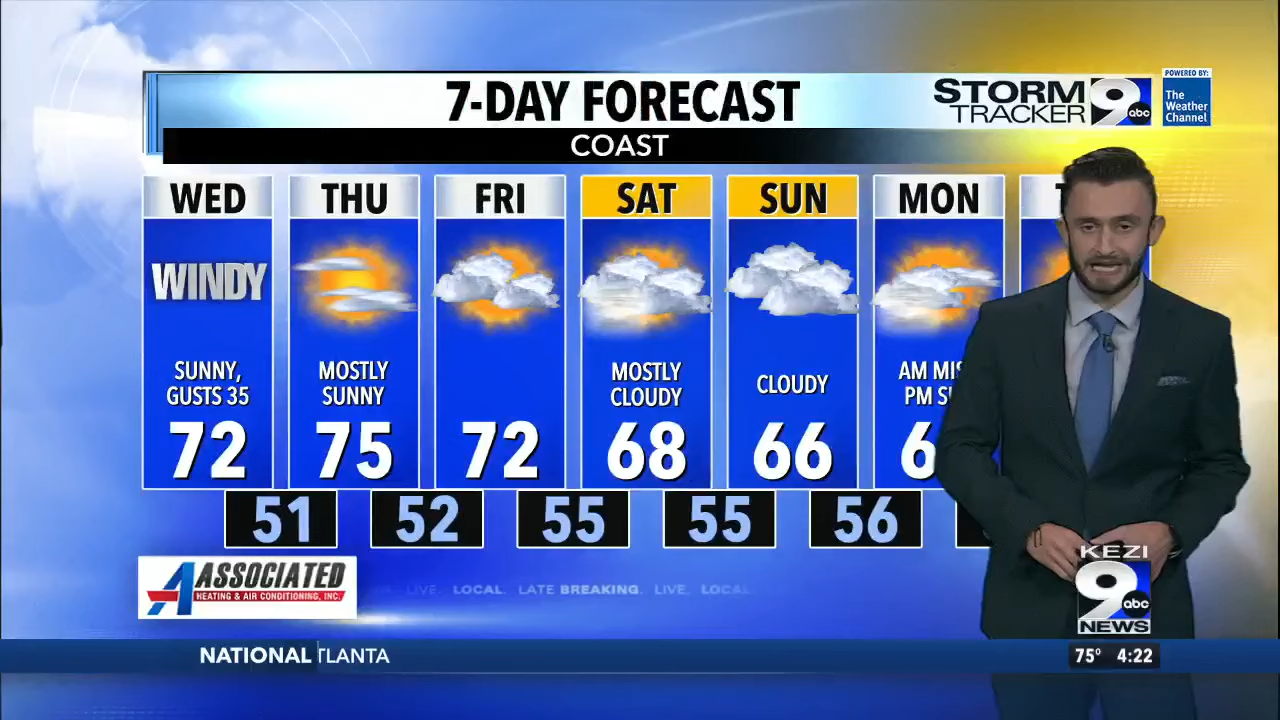 7-DAY FORECAST
COAST
STORM
TRACKER
9
abc
POWERED BY:
The
Weather
Channel
WED
THU
FRI
SAT
SUN
MON
WINDY
SUNNY,
GUSTS 35
MOSTLY
SUNNY
MOSTLY
CLOUDY
CLOUDY
AM
PM
72
75
72
68
66
51
52
55
55
56
A ASSOCIATED
HEATING & AIR CONDITIONING, INC.
LIVE. LOCAL. LATE BREAKING. LIVE. LOCAL.
KEZI
9
abc
NEWS
NATIONAL TLANTA
75° 4:22